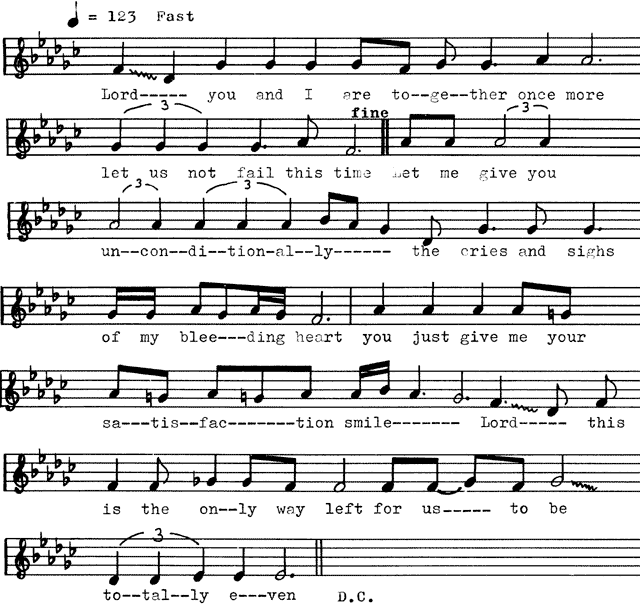 = 123 Fast
Lord----- you and I are to--ge--ther once more
3
fine
3
let us not fail this time Let me give you
3
3
un--con--di--tion-al--ly------ the cries and sighs
of my blee---ding heart you just give me your
sa---tis--fac-------tion smile------- Lord----- this
is the on--ly way left for us----- to be
3
to--tal--ly e---ven D.C.